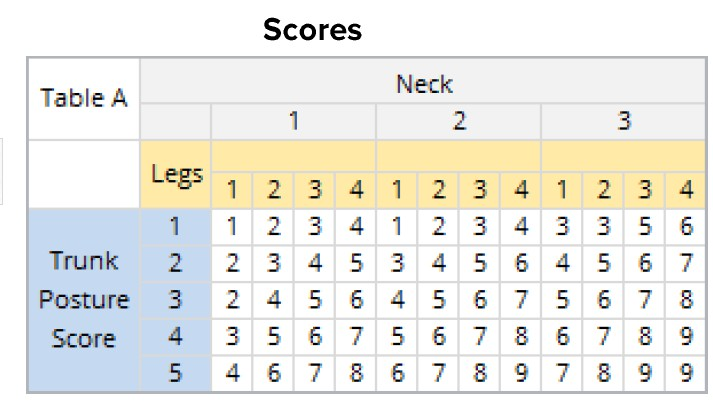 Scores
Table A Neck
1 2 3
Legs
1 2 3 4 1 2 3 4 1 2 3 4
Trunk Posture Score
1 1 2 3 4 1 2 3 4 3 3 5 6
2 2 3 4 5 3 4 5 6 4 5 6 7
3 2 4 5 6 4 5 6 7 5 6 7 8
4 3 5 6 7 5 6 7 8 6 7 8 9
5 4 6 7 8 6 7 8 9 7 8 9 9